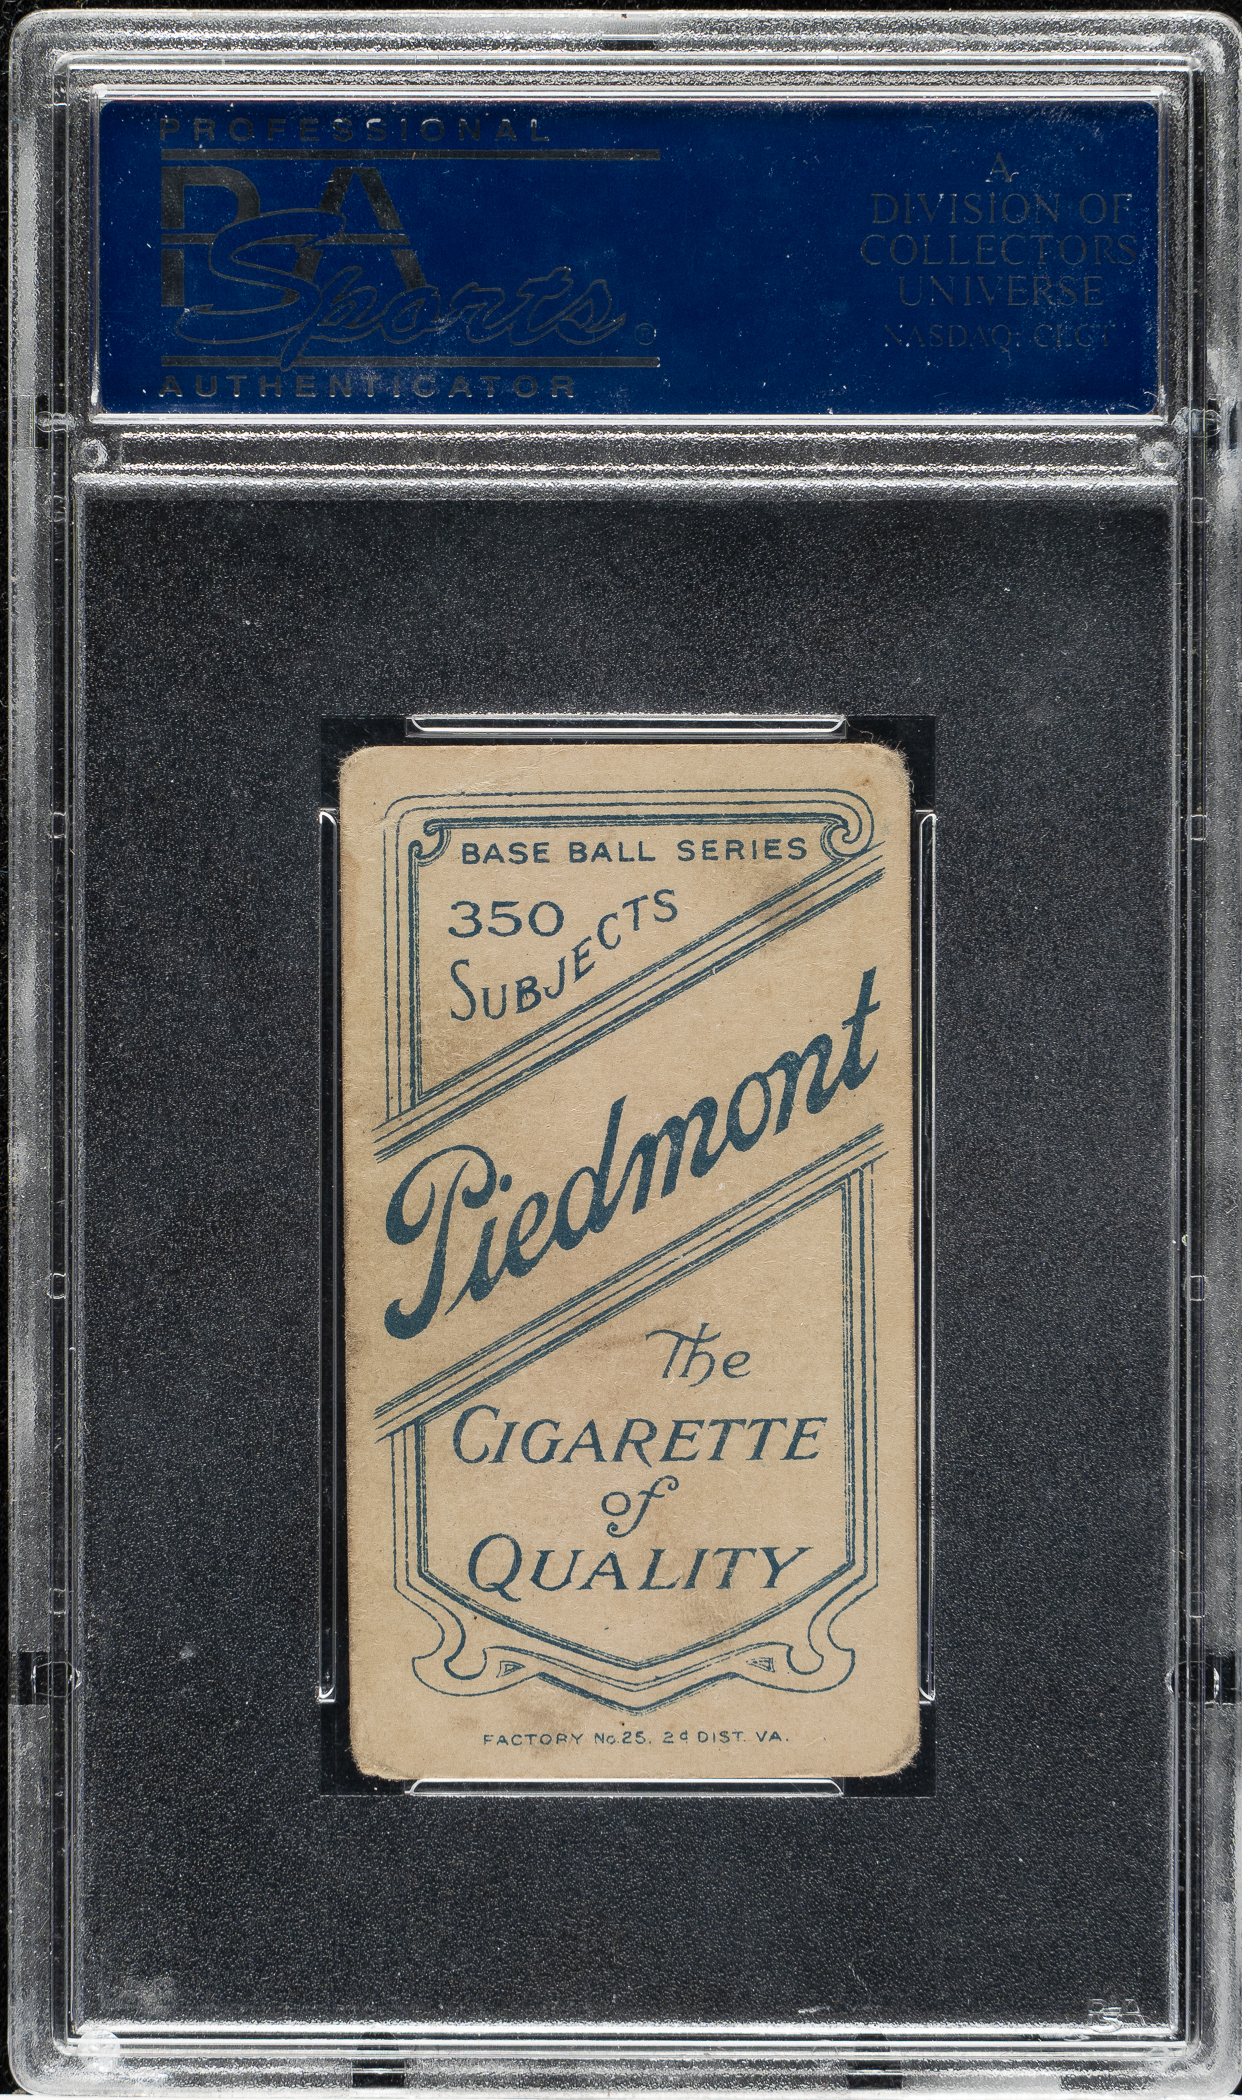 PROFESSIONAL
PSA
Sports ©
AUTHENTICATOR
A
DIVISION OF
COLLECTORS
UNIVERSE
NASDAQ: CLCT
BASE BALL SERIES
350
SUBJECTS
Piedmont
The
CIGARETTE
of
QUALITY
FACTORY No. 25. 2d DIST. VA.
PSA